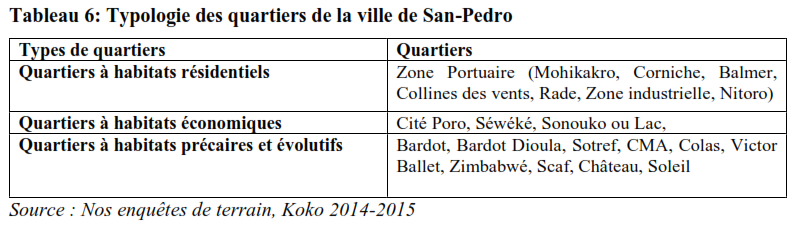 Tableau 6: Typologie des quartiers de la ville de San-Pedro
Types de quartiers Quartiers
Quartiers à habitats résidentiels Zone Portuaire (Mohikakro, Corniche, Balmer,
Collines des vents, Rade, Zone industrielle, Nitoro)
Quartiers à habitats économiques Cité Poro, Séwéké, Sonouko ou Lac,
Quartiers à habitats précaires et évolutifs Bardot, Bardot Dioula, Sotref, CMA, Colas, Victor
Ballet, Zimbabwé, Scaf, Château, Soleil
Source : Nos enquêtes de terrain, Koko 2014-2015